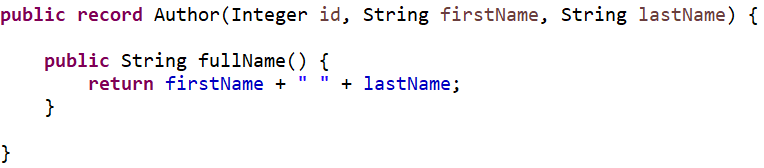 public record Author(Integer id, String firstName, String lastName) {
    public String fullName() {
        return firstName + " " + lastName;
    }
}